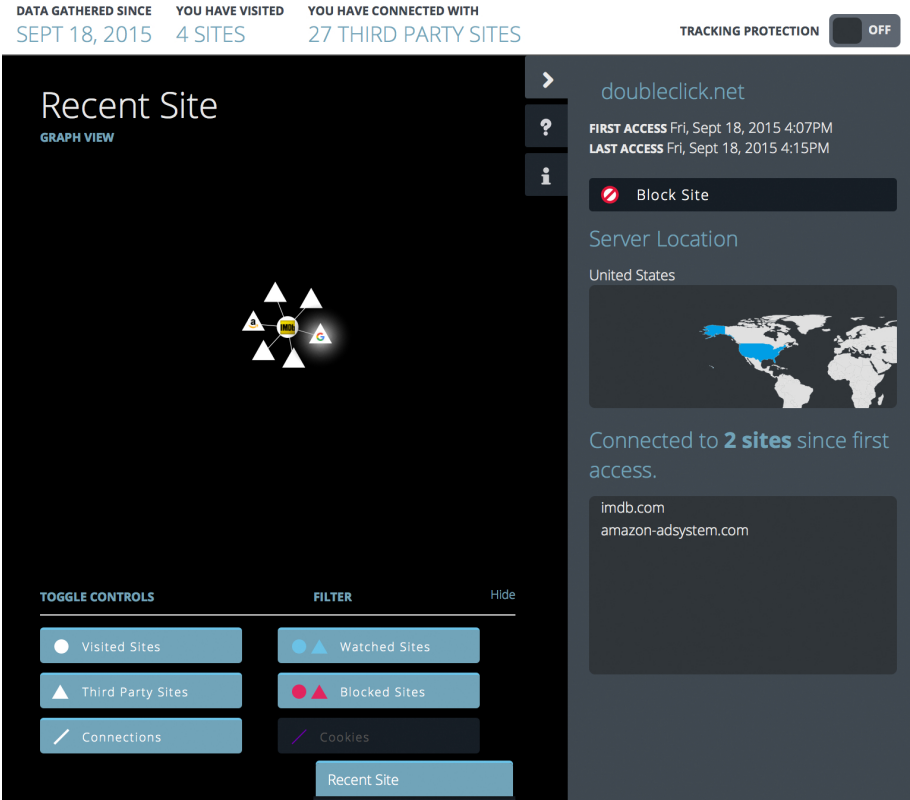 DATA GATHERED SINCE
SEPT 18, 2015
YOU HAVE VISITED
4 SITES
YOU HAVE CONNECTED WITH
27 THIRD PARTY SITES
TRACKING PROTECTION
OFF
Recent Site
GRAPH VIEW
a
IMDb
G
TOGGLE CONTROLS
FILTER
Hide
Visited Sites
Watched Sites
Third Party Sites
Blocked Sites
Connections
Cookies
Recent Site
?
i
doubleclick.net
FIRST ACCESS Fri, Sept 18, 2015 4:07PM
LAST ACCESS Fri, Sept 18, 2015 4:15PM
Block Site
Server Location
United States
Connected to 2 sites since first
access.
imdb.com
amazon-adsystem.com